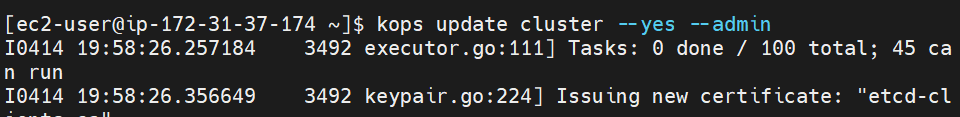 [ec2-user@ip-172-31-37-174 ~]$ kops update cluster --yes --admin
I0414 19:58:26.257184    3492 executor.go:111] Tasks: 0 done / 100 total; 45 ca
n run
I0414 19:58:26.356649    3492 keypair.go:224] Issuing new certificate: "etcd-cl